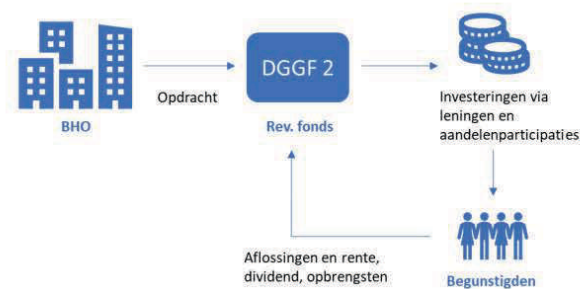 DGGF 2
Opdracht
BHO
Rev. fonds
Investeringen via
leningen en
aandelenparticipaties
Aflossingen en rente,
dividend, opbrengsten
Begunstigden